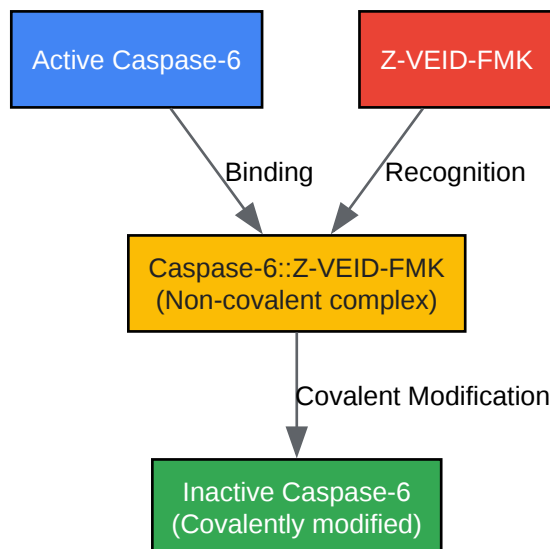 Active Caspase-6
Z-VEID-FMK
Binding
Recognition
Caspase-6::Z-VEID-FMK
(Non-covalent complex)
Covalent Modification
Inactive Caspase-6
(Covalently modified)